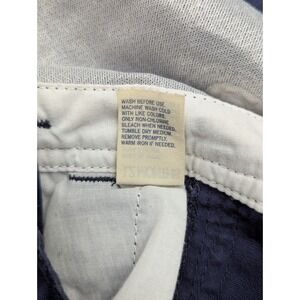 WASH BEFORE USE.
MACHINE WASH COLD
WITH LIKE COLORS.
ONLY NON-CHLORINE
BLEACH WHEN NEEDED.
TUMBLE DRY MEDIUM.
REMOVE PROMPTLY.
WARM IRON IF NEEDED.